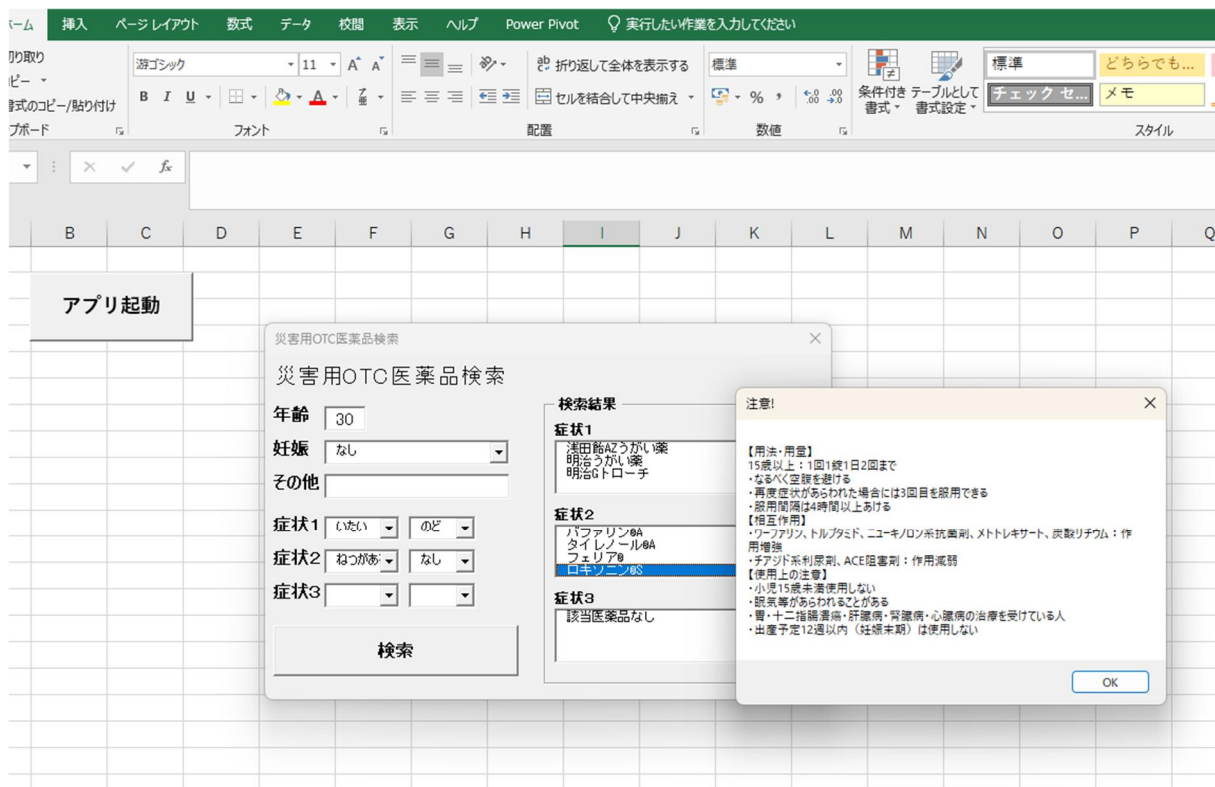 ホーム 挿入 ページ レイアウト 数式 データ 校閲 表示 ヘルプ Power Pivot 実行したい作業を入力してください
切り取り
コピー
書式のコピー/貼り付け
プボード
游ゴシック 11
B I U
フォント
折り返して全体を表示する
セルを結合して中央揃え
配置
標準
数値
条件付き書式
テーブルとして書式設定
標準 どちらでも...
チェック セ... メモ
スタイル
B C D E F G H I J K L M N O P Q
アプリ起動
災害用OTC医薬品検索
災害用OTC医薬品検索
年齢 30
妊娠 なし
その他
症状1 いたい のど
症状2 ねつがあ なし
症状3
検索
検索結果
症状1
浅田飴AZうがい薬
明治うがい薬
明治Gトローチ
症状2
バファリン@A
タイレノール@A
フェリア@
ロキソニン@S
症状3
該当医薬品なし
注意!
【用法・用量】
15歳以上：1回1錠1日2回まで
・なるべく空腹を避ける
・再度症状があらわれた場合には3回目を服用できる
・服用間隔は4時間以上あける
【相互作用】
・ワーファリン、トルブタミド、ニューキノロン系抗菌剤、メトトレキサート、炭酸リチウム：作
用増強
・チアジド系利尿剤、ACE阻害剤：作用減弱
【使用上の注意】
・小児15歳未満使用しない
・眠気等があらわれることがある
・胃・十二指腸潰瘍・肝臓病・腎臓病・心臓病の治療を受けている人
・出産予定12週以内（妊娠末期）は使用しない
OK